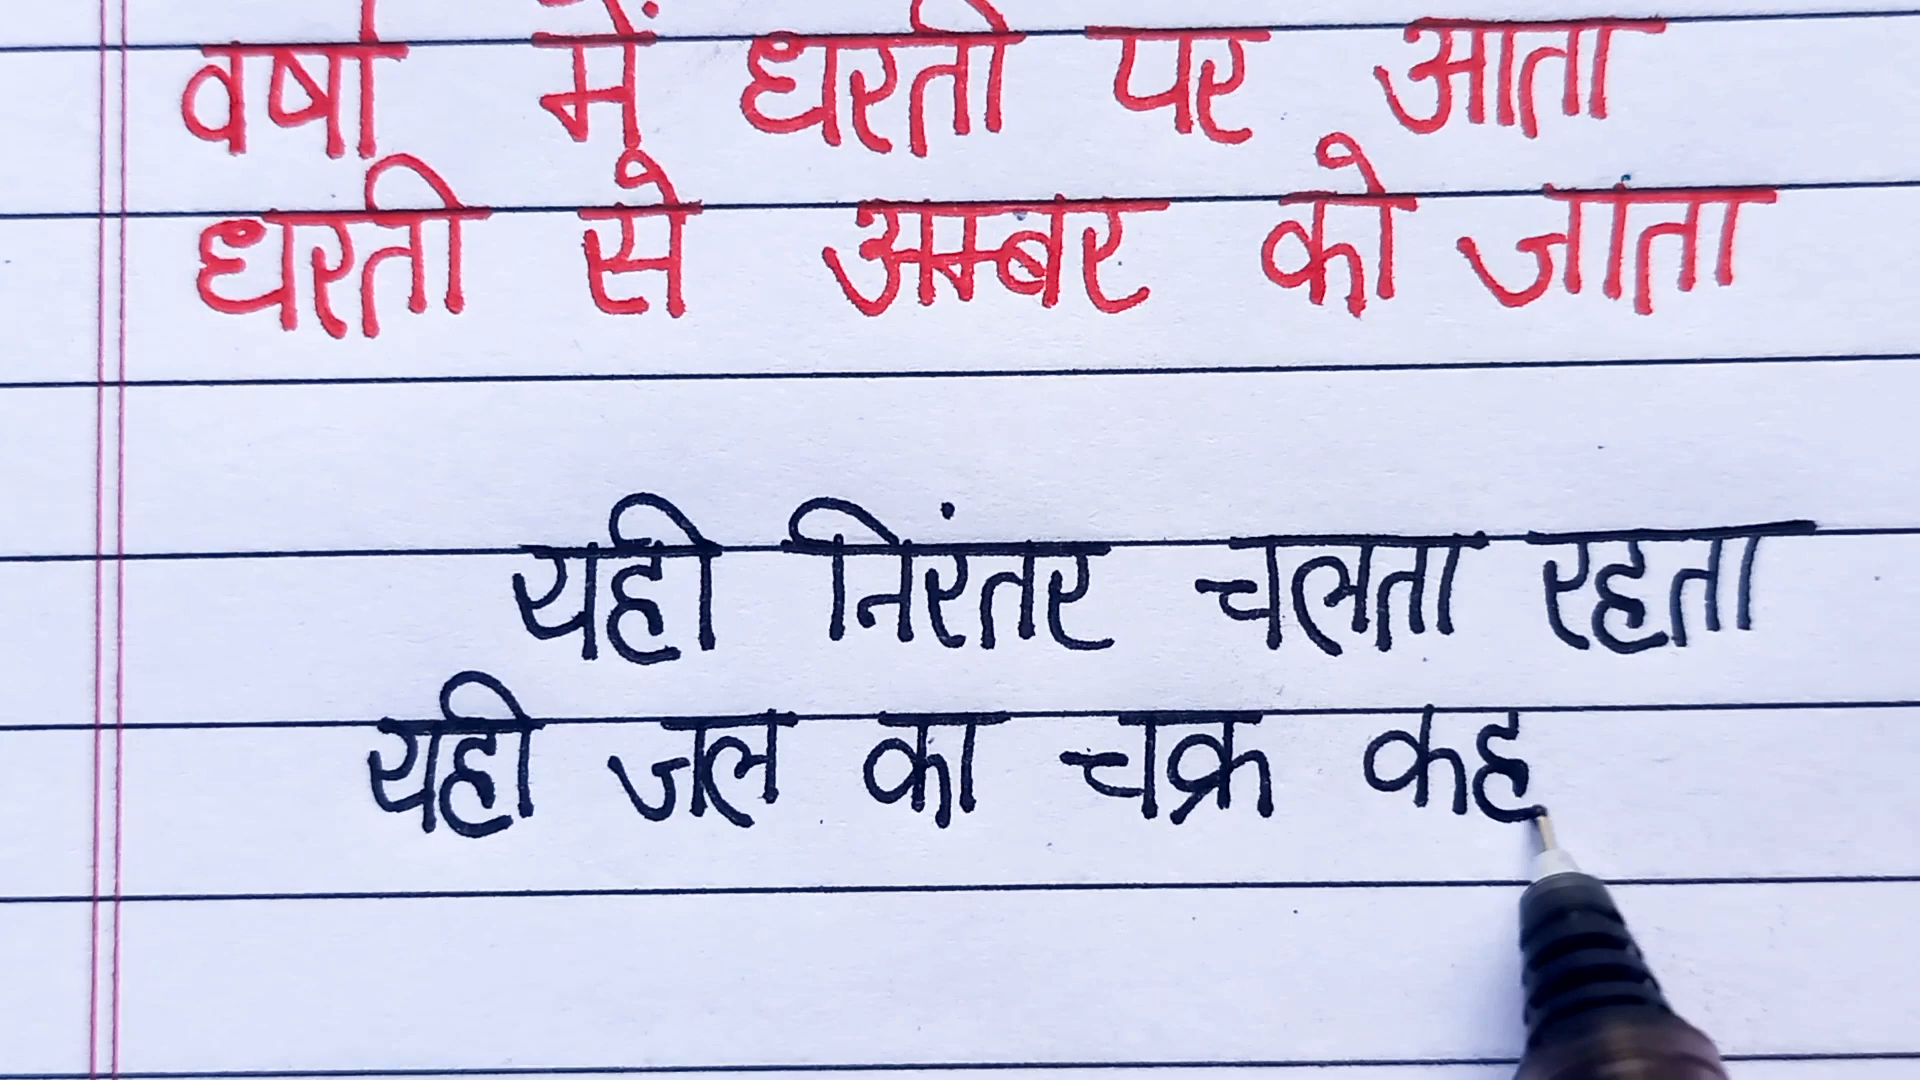 वर्षा में धरती पर आता
धरती से अम्बर को जाता
यही निरंतर चलता रहता
यही जल का चक्र कह